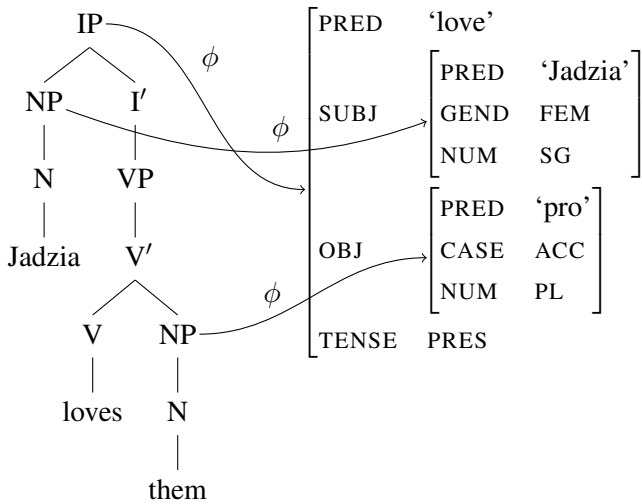 IP
ϕ
PRED ‘love’
PRED ‘Jadzia’
NP I′
SUBJ GEND FEM
ϕ
NUM SG
N VP
PRED ‘pro’
Jadzia V′
OBJ CASE ACC
ϕ
NUM PL
V NP
TENSE PRES
loves N
them